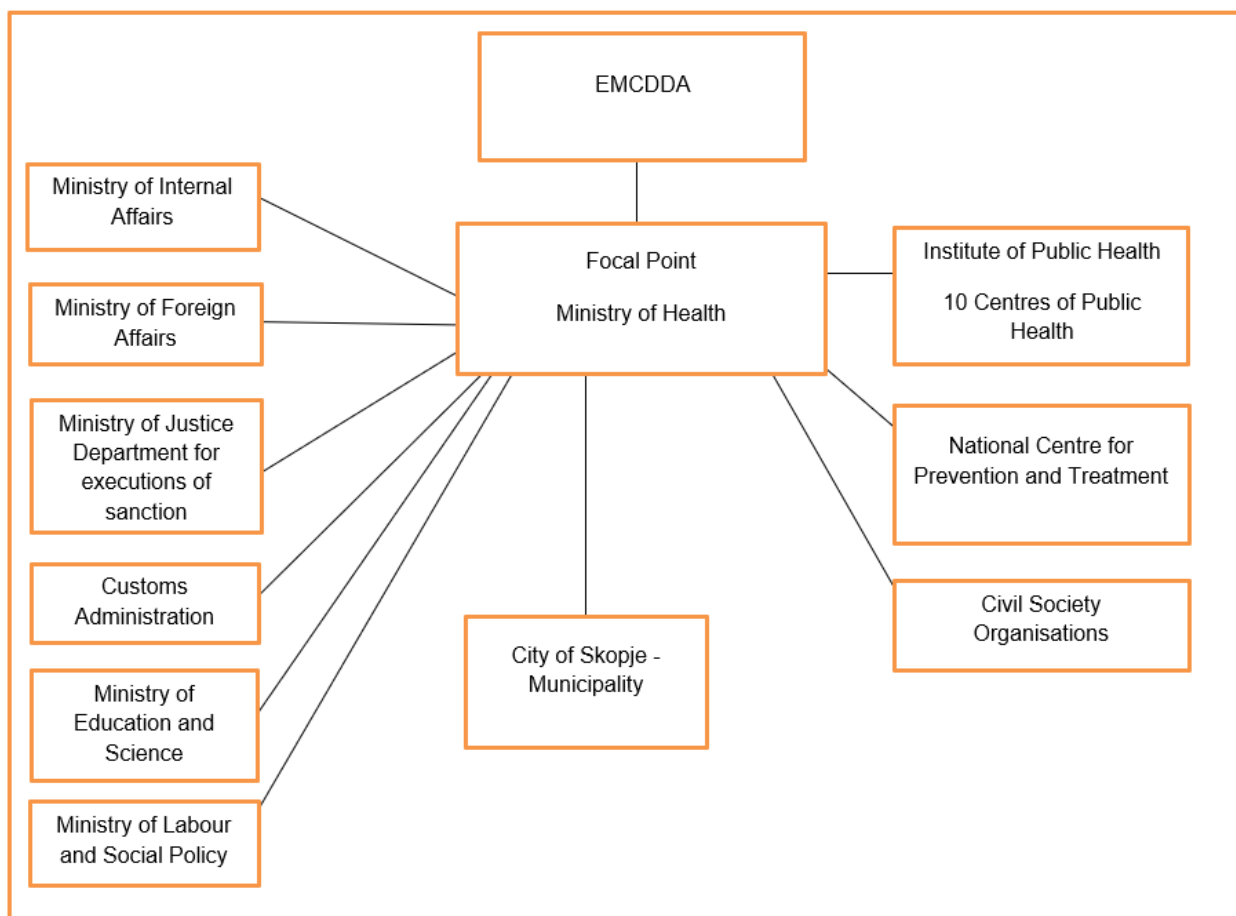 EMCDDA
Ministry of Internal
Affairs
Focal Point
Ministry of Health
Institute of Public Health
10 Centres of Public
Health
Ministry of Foreign
Affairs
Ministry of Justice
Department for
executions of
sanction
National Centre for
Prevention and Treatment
Customs
Administration
Civil Society
Organisations
City of Skopje -
Municipality
Ministry of
Education and
Science
Ministry of Labour
and Social Policy